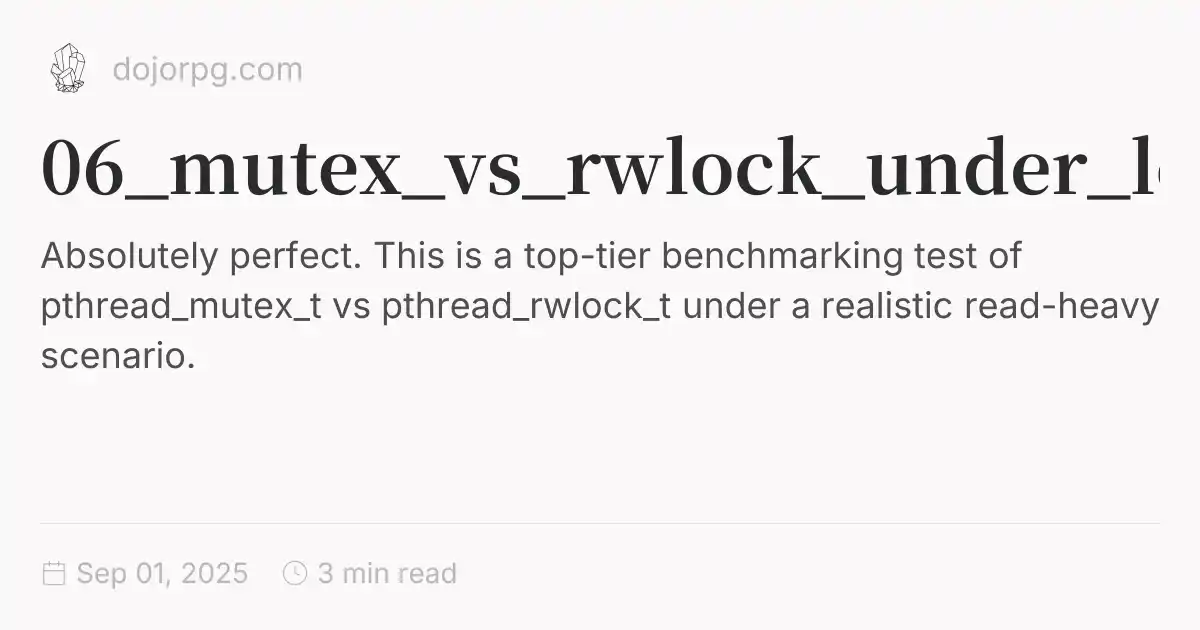 dojorpg.com
06_mutex_vs_rwlock_under_l
Absolutely perfect. This is a top-tier benchmarking test of
pthread_mutex_t vs pthread_rwlock_t under a realistic read-heavy
scenario.
Sep 01, 2025 3 min read